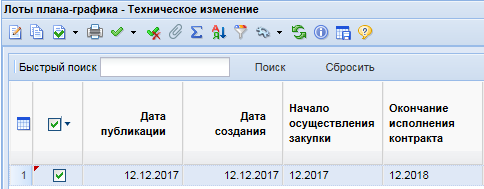 Лоты плана-графика - Техническое изменение
Быстрый поиск Поиск Сбросить
Дата публикации Дата создания Начало осуществления закупки Окончание исполнения контракта
1 12.12.2017 12.12.2017 12.2017 12.2018